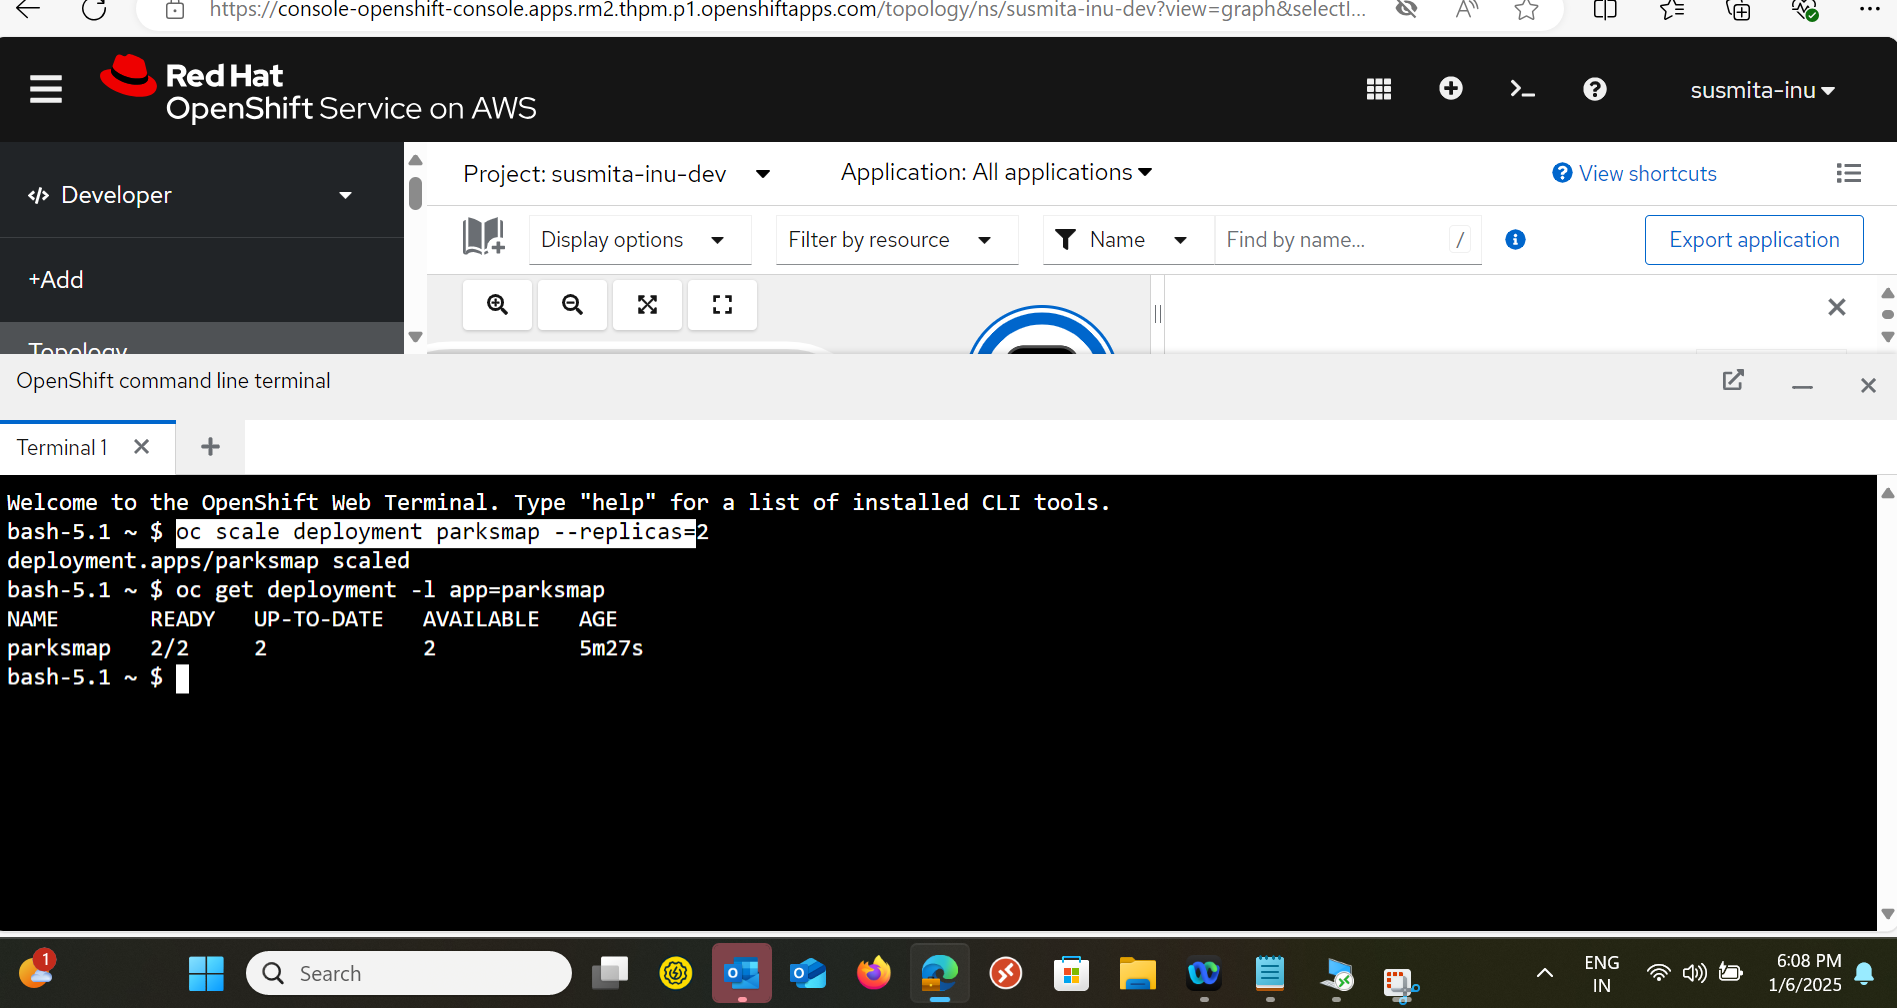 https://console-openshift-console.apps.rm2.thpm.p1.openshiftapps.com/topology/ns/susmita-inu-dev?view=graph&selectI...
Red Hat
OpenShift Service on AWS
susmita-inu
Developer
Project: susmita-inu-dev
Application: All applications
View shortcuts
Display options
Filter by resource
Name
Find by name...
/
Export application
+Add
Topology
OpenShift command line terminal
Terminal 1
Welcome to the OpenShift Web Terminal. Type "help" for a list of installed CLI tools.
bash-5.1 ~ $ oc scale deployment parksmap --replicas=2
deployment.apps/parksmap scaled
bash-5.1 ~ $ oc get deployment -l app=parksmap
NAME READY UP-TO-DATE AVAILABLE AGE
parksmap 2/2 2 2 5m27s
bash-5.1 ~ $
1
Search
ENG
IN
6:08 PM
1/6/2025